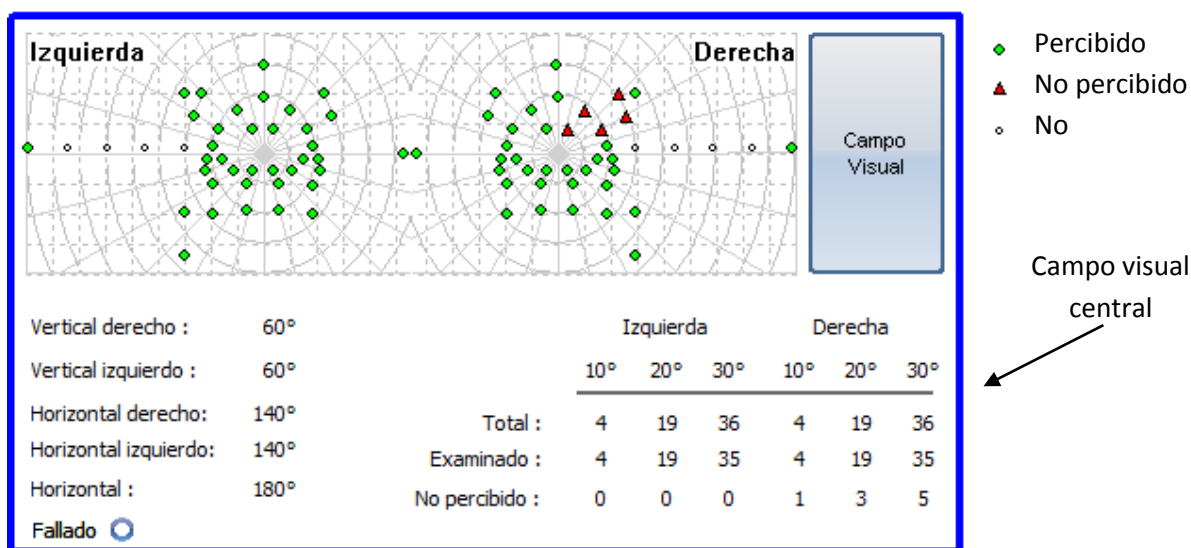 Izquierda
Derecha
Campo
Visual
Percibido
No percibido
No
Campo visual
central
Vertical derecho : 60°
Vertical izquierdo : 60°
Horizontal derecho: 140°
Horizontal izquierdo: 140°
Horizontal : 180°
Fallado
Izquierda Derecha
10° 20° 30° 10° 20° 30°
Total : 4 19 36 4 19 36
Examinado : 4 19 35 4 19 35
No percibido : 0 0 0 1 3 5